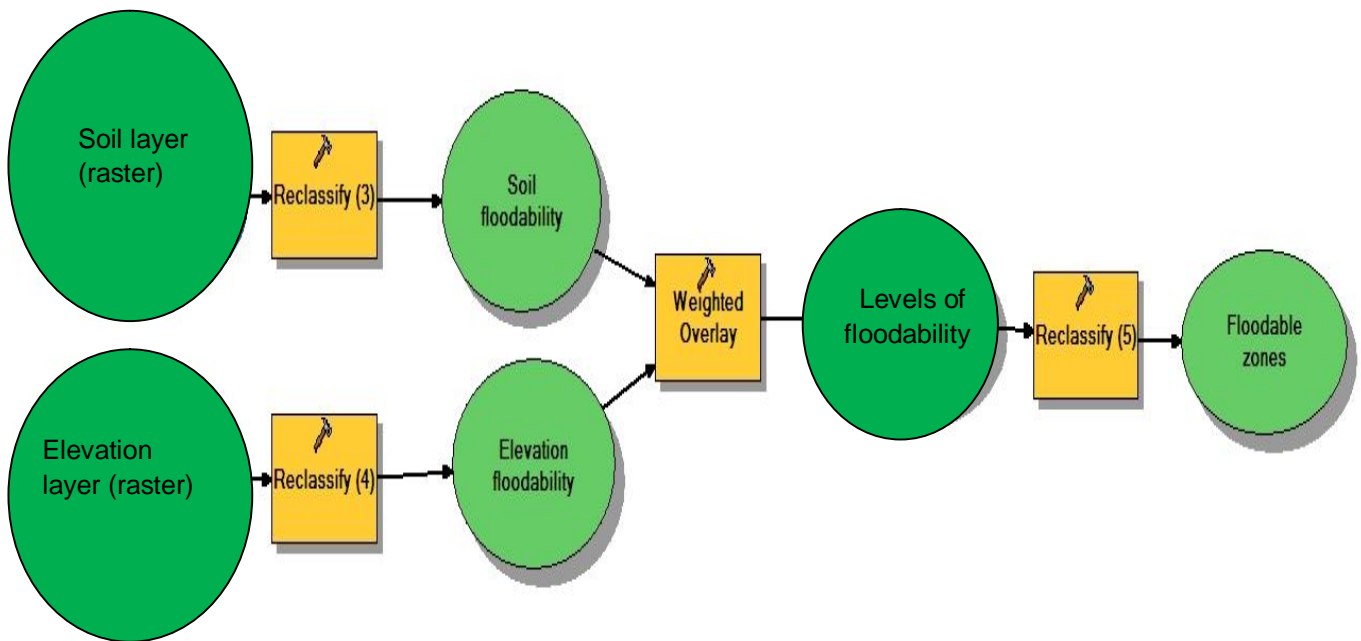 Soil layer
(raster)
Reclassify (3)
Soil
floodability
Weighted
Overlay
Levels of
floodability
Reclassify (5)
Floodable
zones
Elevation
layer (raster)
Reclassify (4)
Elevation
floodability